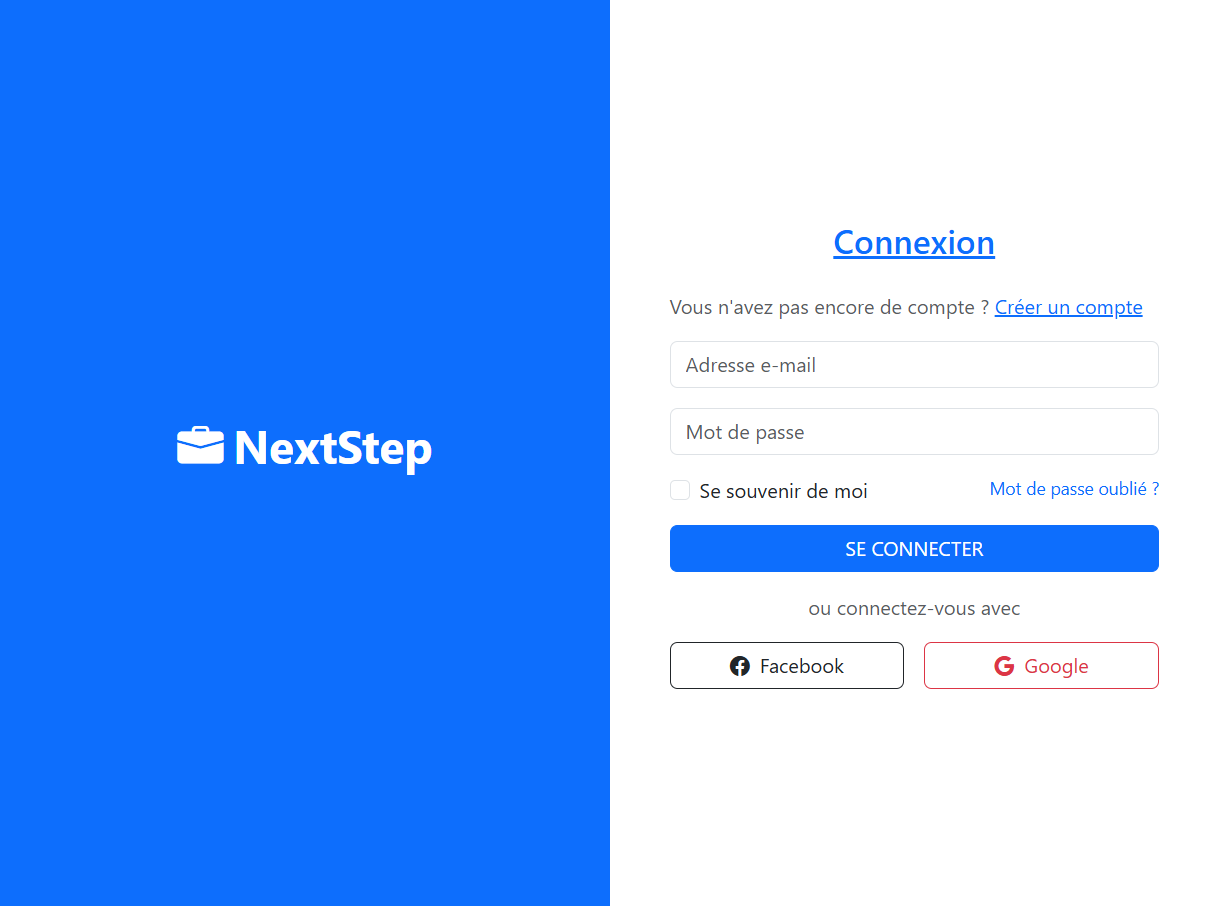 NextStep
Connexion
Vous n'avez pas encore de compte ? Créer un compte
Adresse e-mail
Mot de passe
Se souvenir de moi
Mot de passe oublié ?
SE CONNECTER
ou connectez-vous avec
Facebook
Google